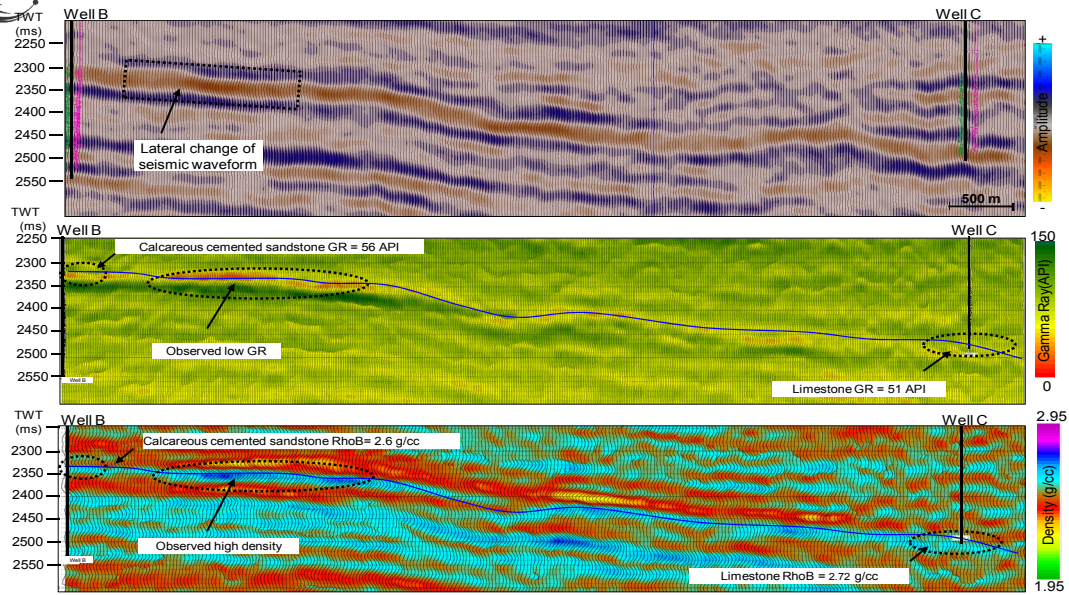 TWT
(ms)
Well B
Well C
2250
2300
2350
2400
2450
2500
2550
Lateral change of
seismic waveform
500 m
+
Amplitude
-
TWT
(ms)
Well B
Well C
2250
2300
2350
2400
2450
2500
2550
Calcareous cemented sandstone GR = 56 API
Observed low GR
Limestone GR = 51 API
Well B
150
Gamma Ray(API)
0
TWT
(ms)
Well B
Well C
2300
2350
2400
2450
2500
2550
Calcareous cemented sandstone RhoB= 2.6 g/cc
Observed high density
Limestone RhoB = 2.72 g/cc
Well B
2.95
Density (g/cc)
1.95